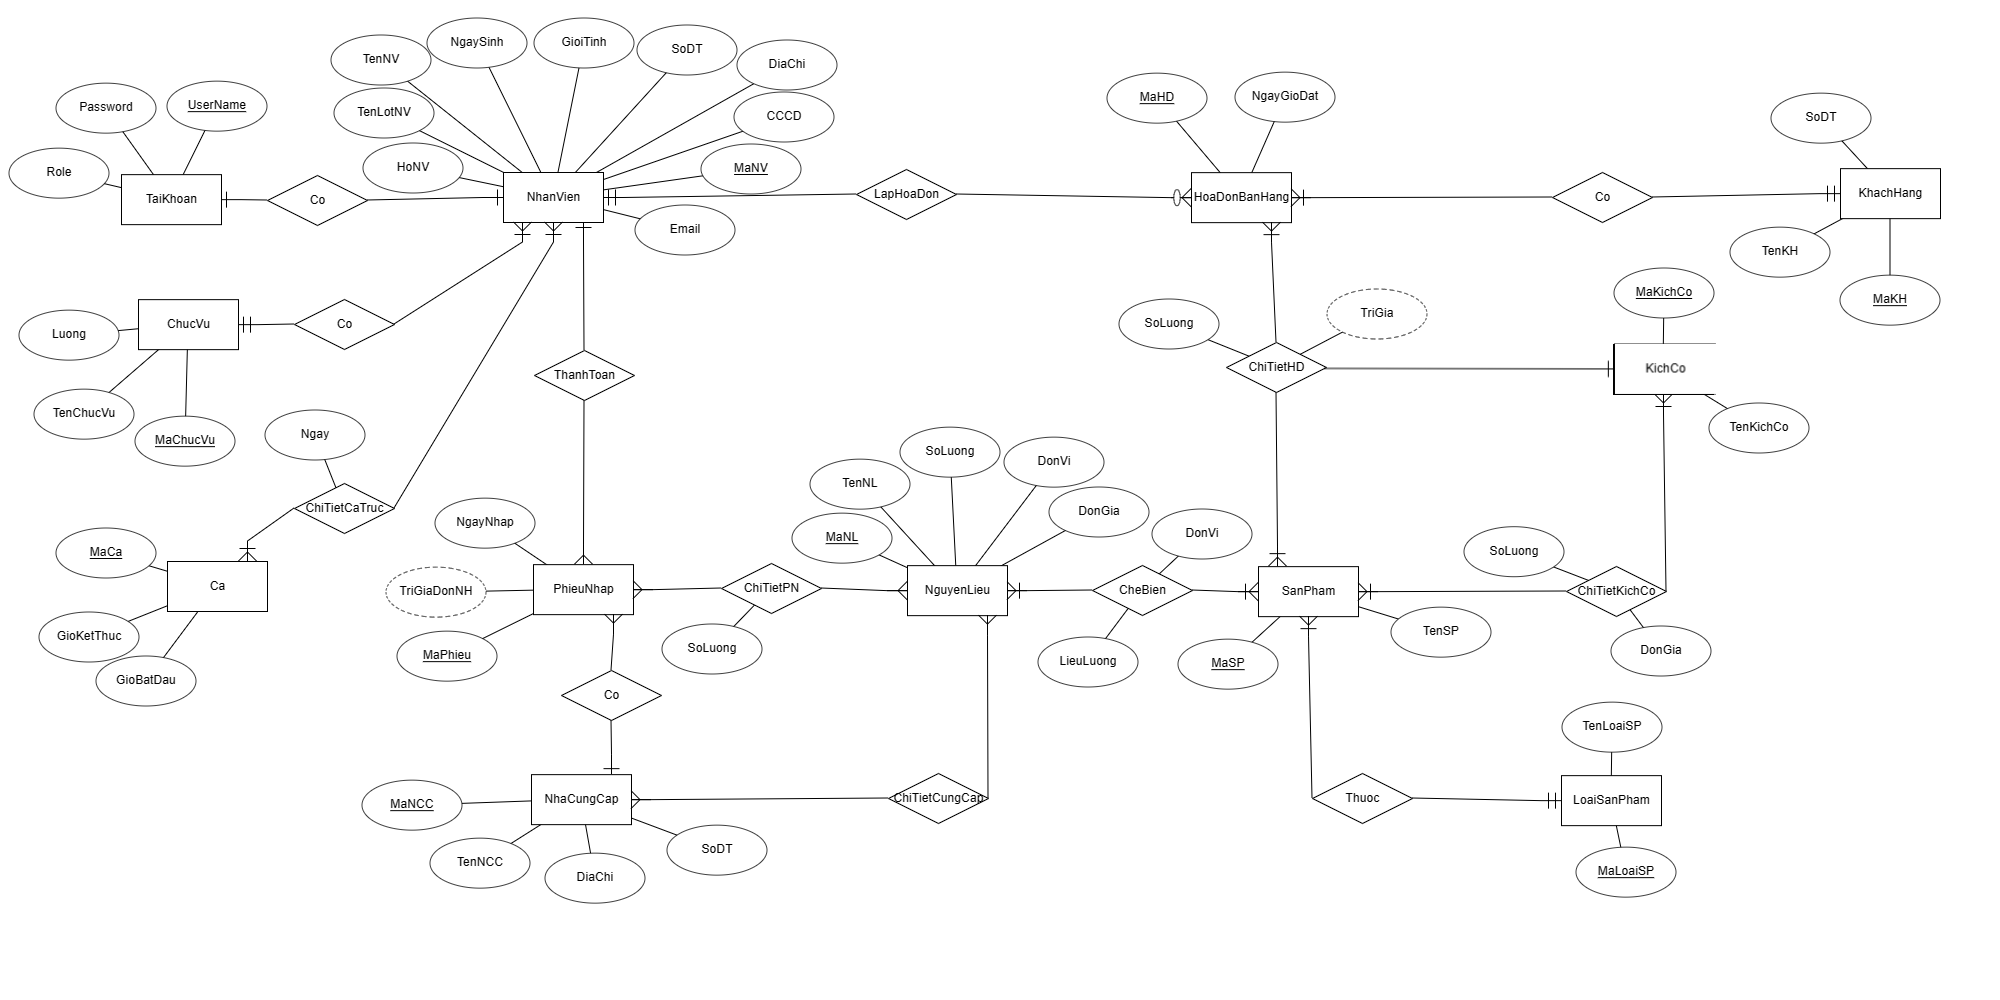 NgaySinh
GioiTinh
SoDT
TenNV
DiaChi
Password
UserName
TenLotNV
CCCD
MaHD
NgayGioDat
SoDT
Role
HoNV
MaNV
TaiKhoan
Co
NhanVien
LapHoaDon
HoaDonBanHang
Co
KhachHang
Email
TenKH
MaKichCo
MaKH
Luong
ChucVu
Co
SoLuong
TriGia
ThanhToan
ChiTietHD
KichCo
TenChucVu
MaChucVu
Ngay
TenKichCo
SoLuong
DonVi
TenNL
ChiTietCaTruc
DonGia
NgayNhap
MaNL
DonVi
MaCa
SoLuong
Ca
TriGiaDonNH
PhieuNhap
ChiTietPN
NguyenLieu
CheBien
SanPham
ChiTietKichCo
GioKetThuc
MaPhieu
SoLuong
LieuLuong
MaSP
TenSP
DonGia
GioBatDau
Co
TenLoaiSP
MaNCC
NhaCungCap
ChiTietCungCap
Thuoc
LoaiSanPham
TenNCC
DiaChi
SoDT
MaLoaiSP